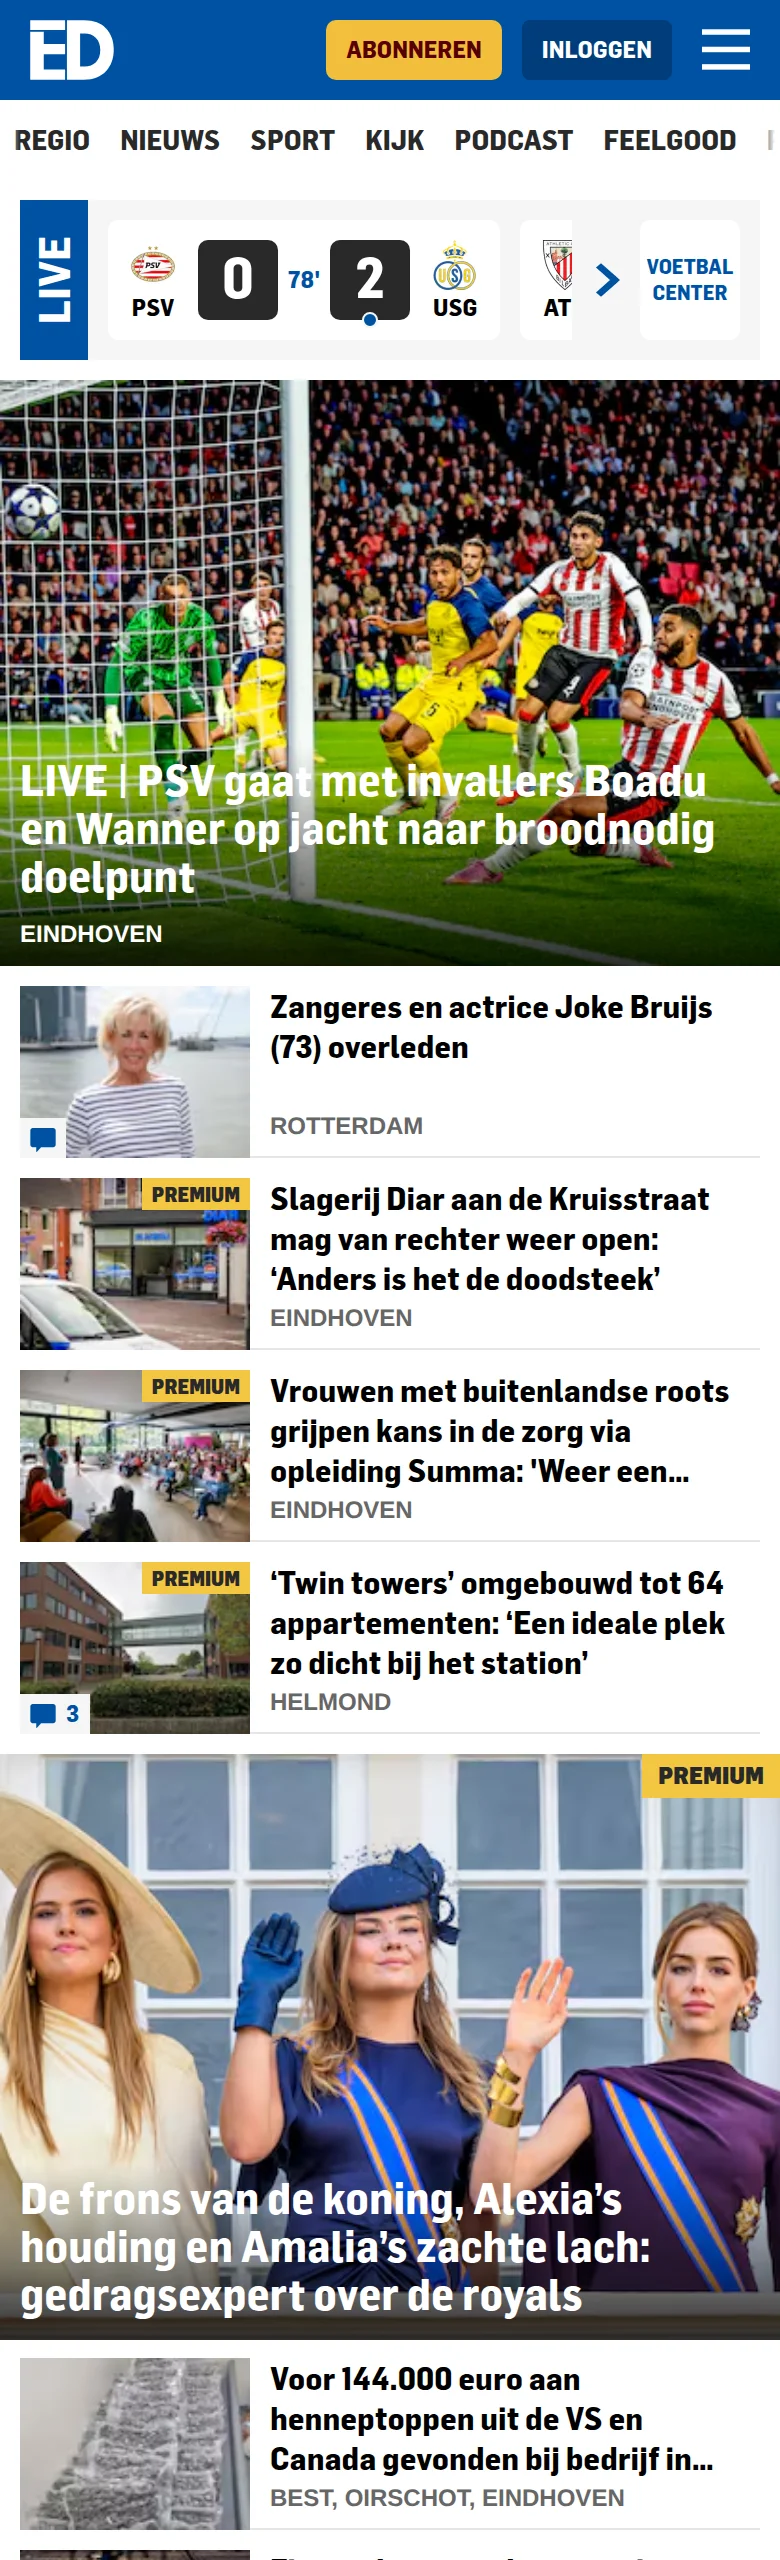 ED
ABONNEREN
INLOGGEN
REGIO NIEUWS SPORT KIJK PODCAST FEELGOOD
LIVE
PSV
0
78'
2
USG
AT
VOETBAL
CENTER
LIVE | PSV gaat met invallers Boadu
en Wanner op jacht naar broodnodig
doelpunt
EINDHOVEN
Zangeres en actrice Joke Bruijs
(73) overleden
ROTTERDAM
PREMIUM
Slagerij Diar aan de Kruisstraat
mag van rechter weer open:
‘Anders is het de doodsteek’
EINDHOVEN
PREMIUM
Vrouwen met buitenlandse roots
grijpen kans in de zorg via
opleiding Summa: 'Weer een...
EINDHOVEN
PREMIUM
3
‘Twin towers’ omgebouwd tot 64
appartementen: ‘Een ideale plek
zo dicht bij het station’
HELMOND
PREMIUM
De frons van de koning, Alexia’s
houding en Amalia’s zachte lach:
gedragsexpert over de royals
Voor 144.000 euro aan
henneptoppen uit de VS en
Canada gevonden bij bedrijf in...
BEST, OIRSCHOT, EINDHOVEN